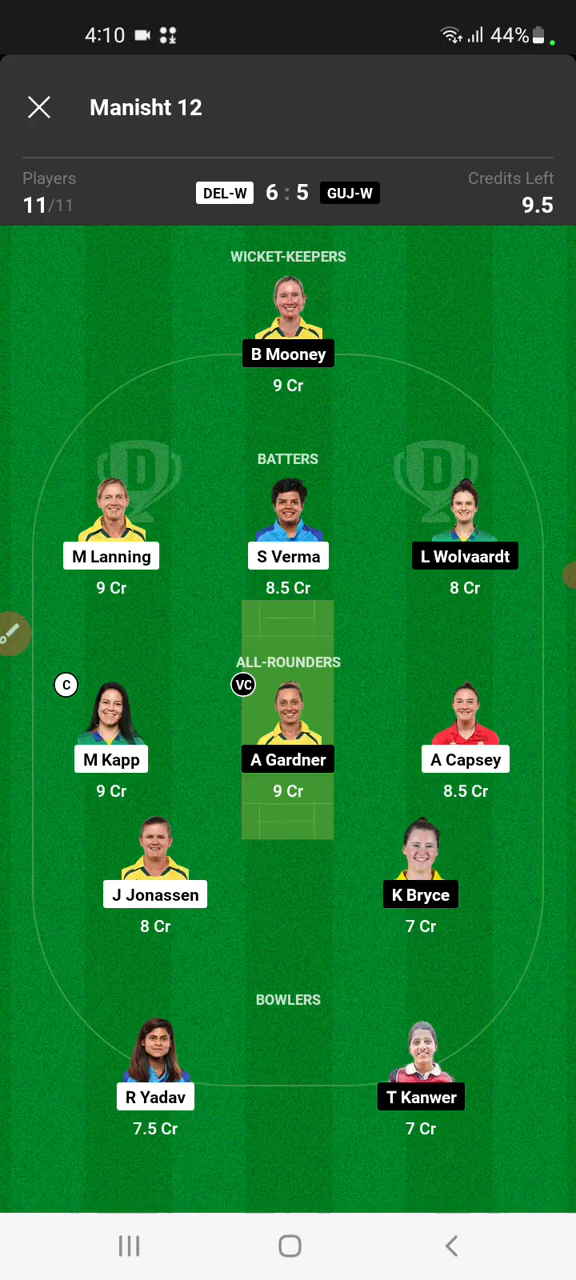 4:10 44%
Manisht 12
Players Credits Left
11/11 DEL-W 6 : 5 GUJ-W 9.5
WICKET-KEEPERS
B Mooney
9 Cr
BATTERS
D D
M Lanning S Verma L Wolvaardt
9 Cr 8.5 Cr 8 Cr
ALL-ROUNDERS
C VC
M Kapp A Gardner A Capsey
9 Cr 9 Cr 8.5 Cr
J Jonassen K Bryce
8 Cr 7 Cr
BOWLERS
R Yadav T Kanwer
7.5 Cr 7 Cr